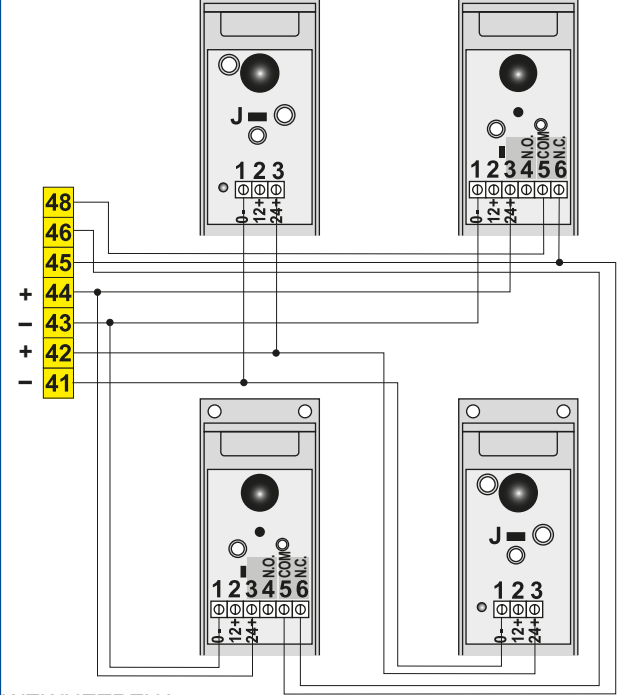 J
1 2 3
0-
12+
24+
N.O.
COM
N.C.
1 2 3 4 5 6
0-
12+
24+
48
46
45
+ 44
– 43
+ 42
– 41
N.O.
COM
N.C.
1 2 3 4 5 6
0-
12+
24+
J
1 2 3
0-
12+
24+